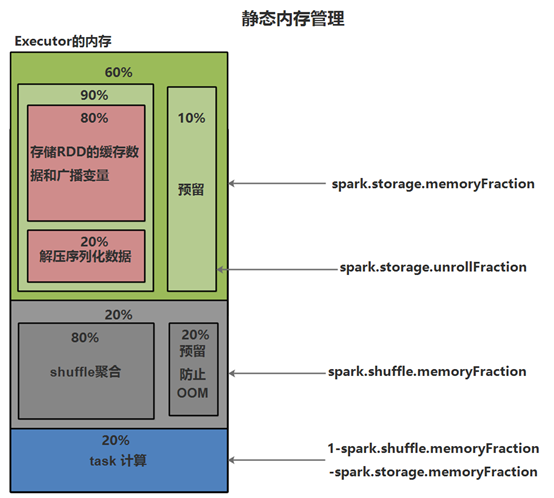 静态内存管理
Executor的内存
60%
90%
80%
存储RDD的缓存数
据和广播变量
20%
解压序列化数据
10%
预留
spark.storage.memoryFraction
spark.storage.unrollFraction
20%
80%
shuffle聚合
20%
预留
防止
OOM
spark.shuffle.memoryFraction
20%
task 计算
1-spark.shuffle.memoryFraction
-spark.storage.memoryFraction